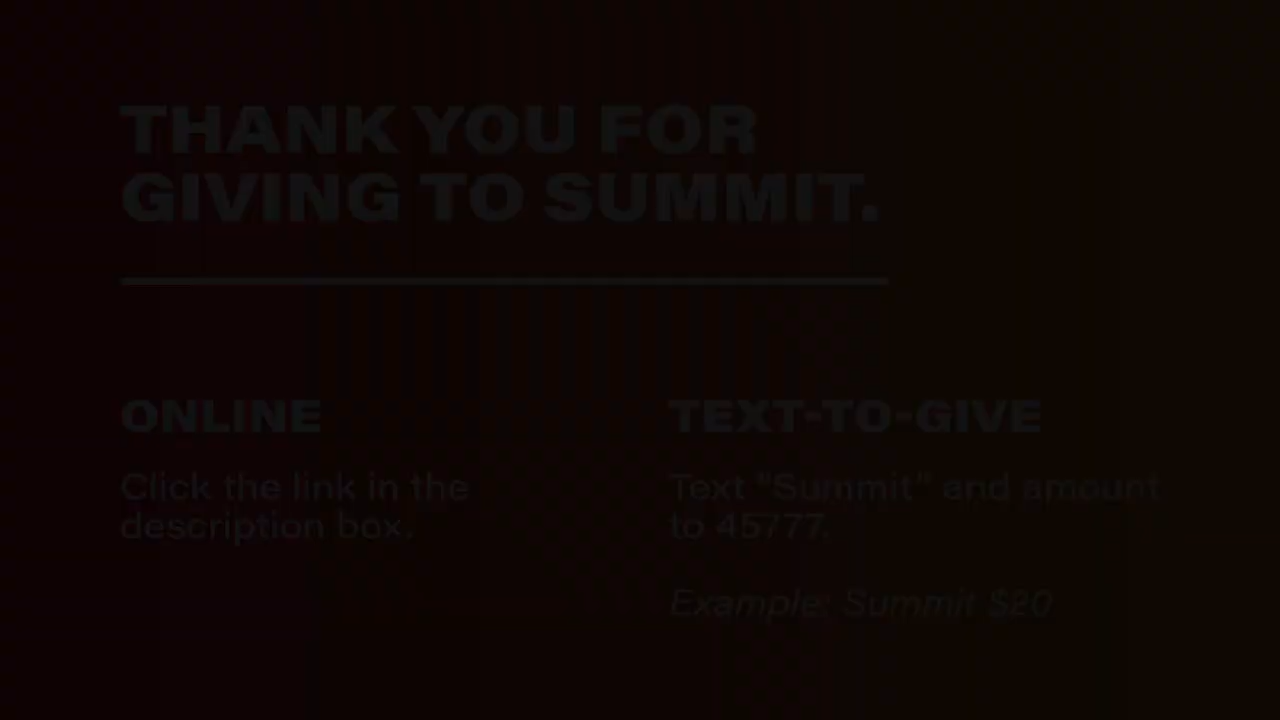 THANK YOU FOR
GIVING TO SUMMIT.
ONLINE
TEXT-TO-GIVE
Click the link in the
description box.
Text "Summit" and amount
to 45777.
Example: Summit $20